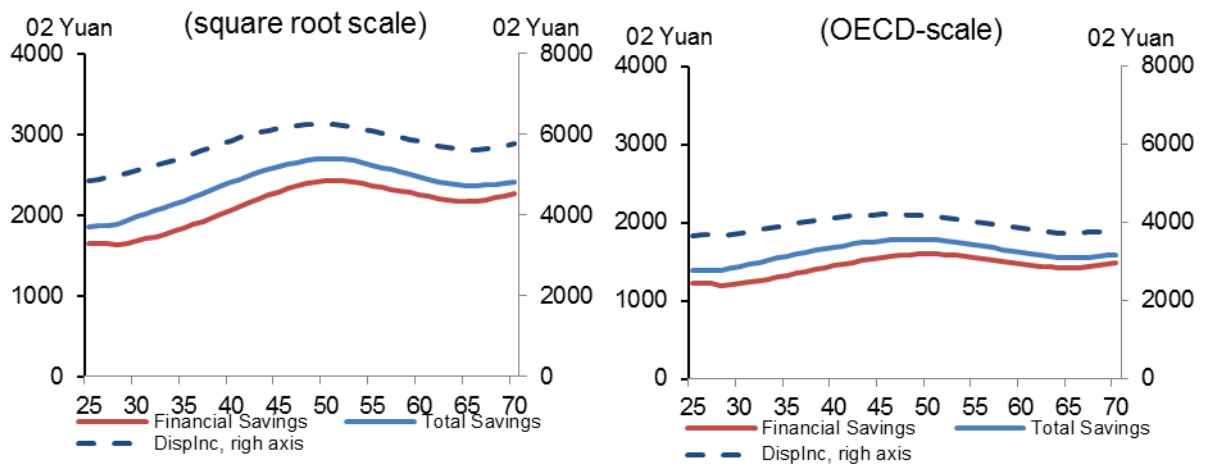 (square root scale)
02 Yuan
02 Yuan
4000
3000
2000
1000
0
8000
6000
4000
2000
0
25 30 35 40 45 50 55 60 65 70
Financial Savings
Total Savings
DispInc, righ axis
(OECD-scale)
02 Yuan
02 Yuan
4000
3000
2000
1000
0
8000
6000
4000
2000
0
25 30 35 40 45 50 55 60 65 70
Financial Savings
Total Savings
DispInc, righ axis